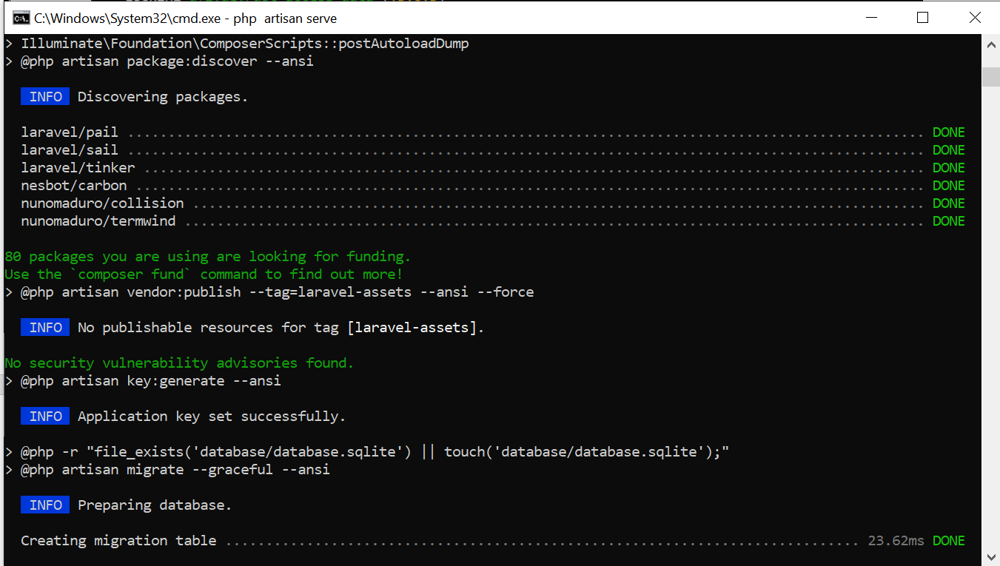 C:\Windows\System32\cmd.exe - php  artisan serve
> Illuminate\Foundation\ComposerScripts::postAutoloadDump
> @php artisan package:discover --ansi
INFO  Discovering packages.
laravel/pail .................................................................................................. DONE
laravel/sail .................................................................................................. DONE
laravel/tinker ................................................................................................ DONE
nesbot/carbon ................................................................................................. DONE
nunomaduro/collision .......................................................................................... DONE
nunomaduro/termwind ........................................................................................... DONE
80 packages you are using are looking for funding.
Use the `composer fund` command to find out more!
> @php artisan vendor:publish --tag=laravel-assets --ansi --force
INFO  No publishable resources for tag [laravel-assets].
No security vulnerability advisories found.
> @php artisan key:generate --ansi
INFO  Application key set successfully.
> @php -r "file_exists('database/database.sqlite') || touch('database/database.sqlite');"
> @php artisan migrate --graceful --ansi
INFO  Preparing database.
Creating migration table .............................................................................. 23.62ms DONE